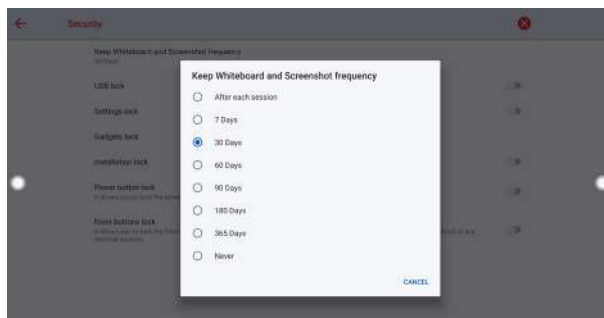 Security
Keep Whiteboard and Screenshot frequency
30 Days
USB lock
Settings lock
Gadgets lock
Installation lock
Power button lock
Front buttons lock
Keep Whiteboard and Screenshot frequency
After each session
7 Days
30 Days
60 Days
90 Days
180 Days
365 Days
Never
CANCEL